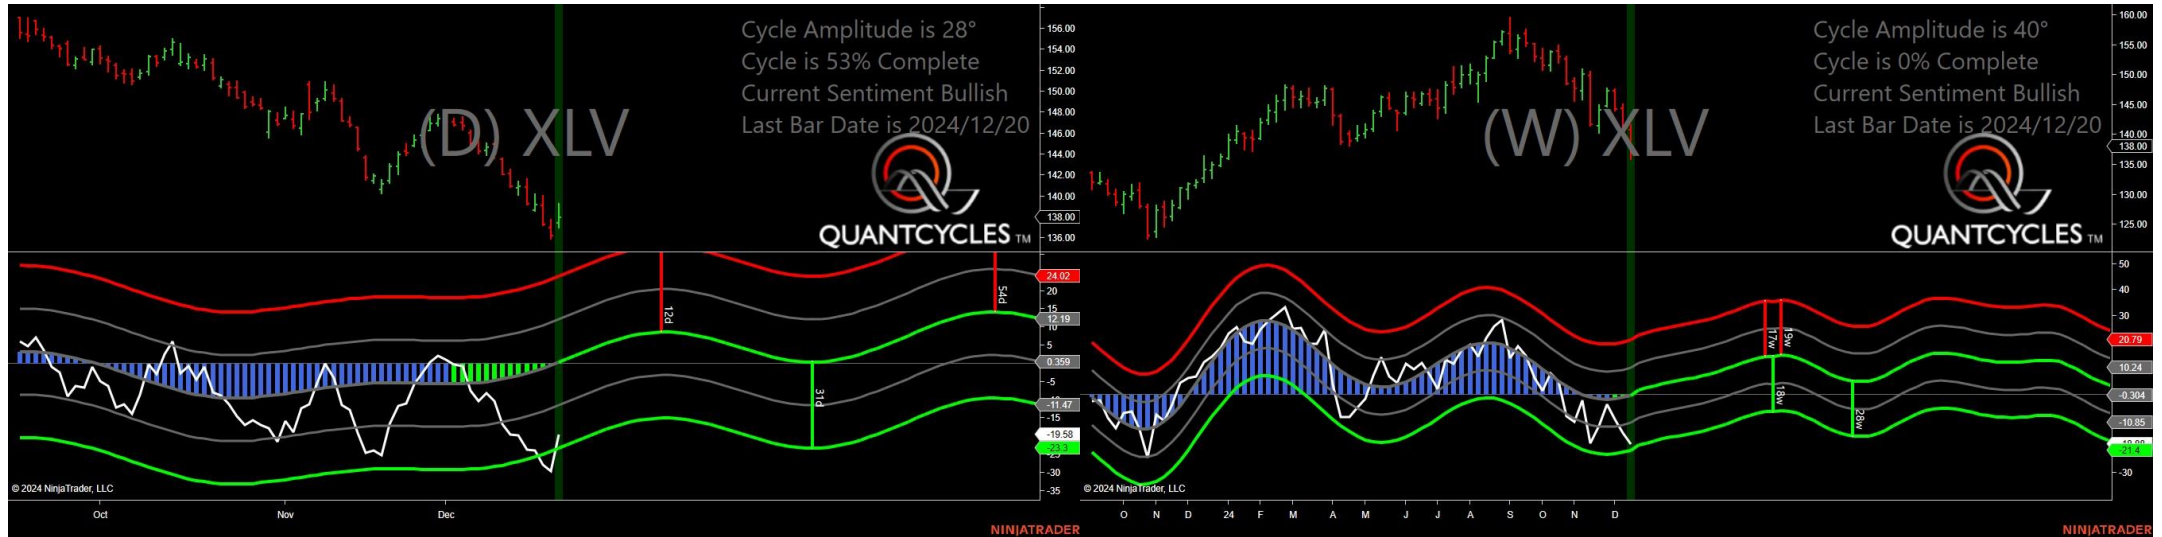 Cycle Amplitude is 28°
Cycle is 53% Complete
Current Sentiment Bullish
Last Bar Date is 2024/12/20
(D) XLV
QUANTCYCLES TM
156.00
154.00
152.00
150.00
148.00
146.00
144.00
142.00
140.00
138.00
136.00
24.02
20
15
12.19
10
5
0.359
-5
-11.47
-15
-19.58
-23.3
-25
-30
-35
12d
31d
54d
© 2024 NinjaTrader, LLC
Oct Nov Dec
NINJATRADER
Cycle Amplitude is 40°
Cycle is 0% Complete
Current Sentiment Bullish
Last Bar Date is 2024/12/20
(W) XLV
QUANTCYCLES TM
160.00
155.00
150.00
145.00
140.00
138.00
135.00
130.00
125.00
50
40
30
20.79
10.24
-0.304
-10.85
-21.4
-30
17w
19w
18w
28w
© 2024 NinjaTrader, LLC
O N D 24 F M A M J J A S O N D
NINJATRADER